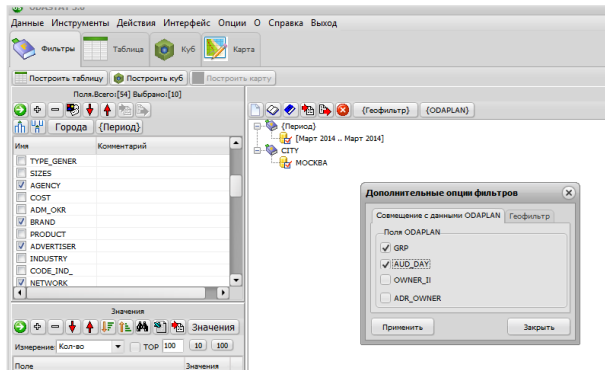 ODASTAT 3.0
Данные Инструменты Действия Интерфейс Опции О Справка Выход
Фильтры Таблица Куб Карта
Построить таблицу Построить куб Построить карту
Поля.Всего:[54] Выбрано:[10]
{Геофильтр} {ODAPLAN}
Города {Период}
{Период}
[Март 2014 .. Март 2014]
CITY
МОСКВА
Имя Комментарий
TYPE_GENER
SIZES
AGENCY
COST
ADM_OKR
BRAND
PRODUCT
ADVERTISER
INDUSTRY
CODE_IND_
NETWORK
Дополнительные опции фильтров
Совмещение с данными ODAPLAN Геофильтр
Поля ODAPLAN
GRP
AUD_DAY
OWNER_II
ADR_OWNER
Применить Закрыть
Значения
Значения
Измерение: Кол-во TOP 100 10 100
Поле Значения